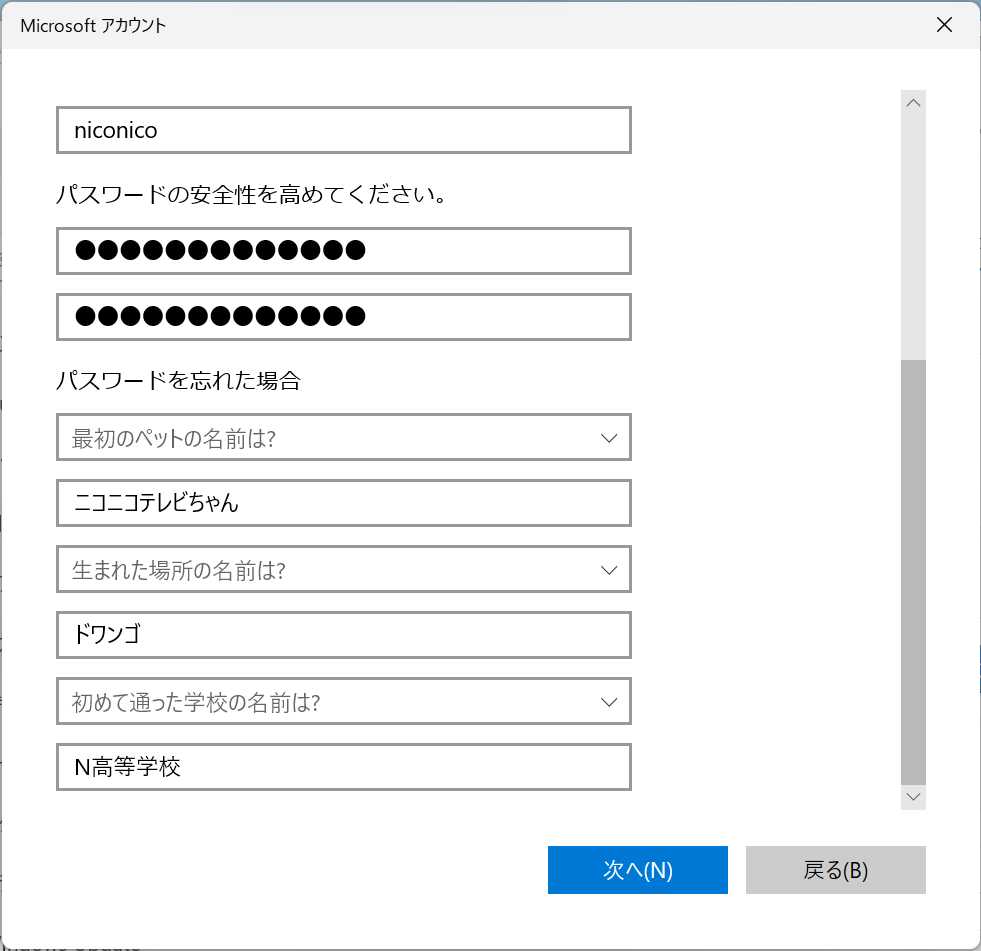 Microsoft アカウント
niconico
パスワードの安全性を高めてください。
●●●●●●●●●●●●●
●●●●●●●●●●●●●
パスワードを忘れた場合
最初のペットの名前は?
ニコニコテレビちゃん
生まれた場所の名前は?
ドワンゴ
初めて通った学校の名前は?
N高等学校
次へ(N)
戻る(B)